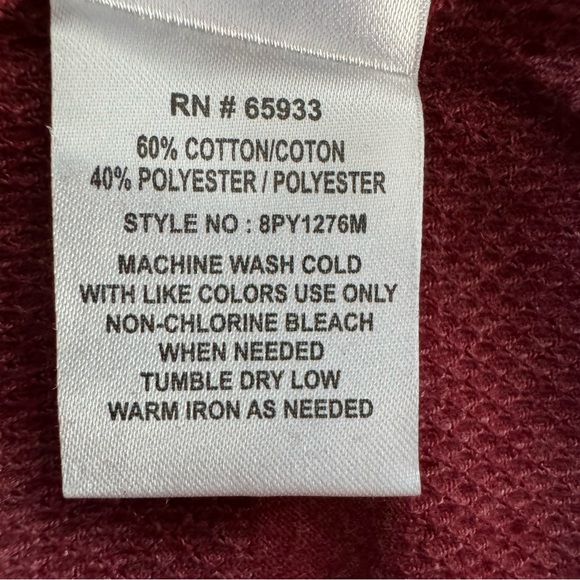 RN # 65933
60% COTTON/COTON
40% POLYESTER / POLYESTER
STYLE NO : 8PY1276M
MACHINE WASH COLD
WITH LIKE COLORS USE ONLY
NON-CHLORINE BLEACH
WHEN NEEDED
TUMBLE DRY LOW
WARM IRON AS NEEDED